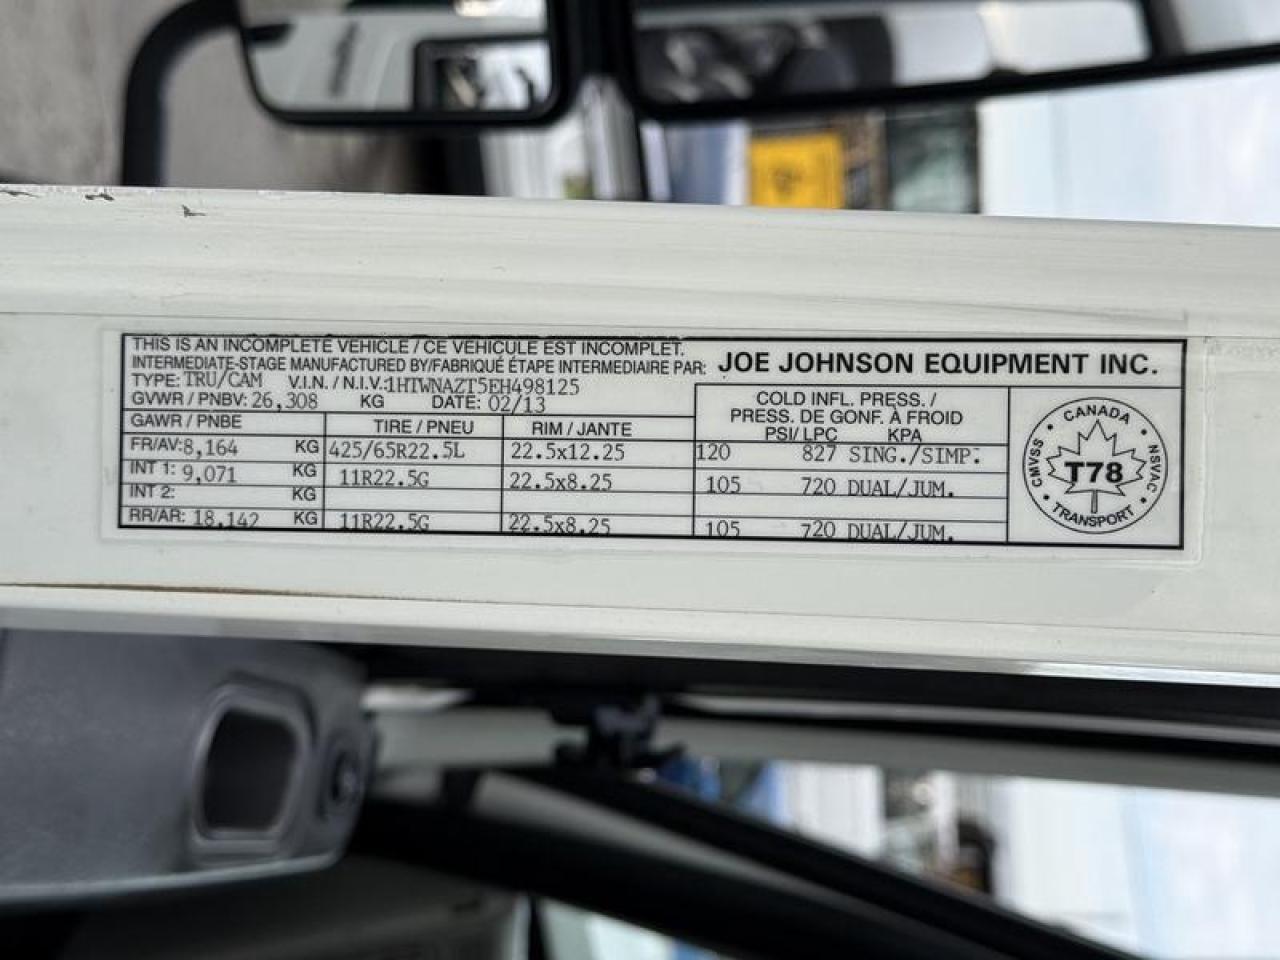 THIS IS AN INCOMPLETE VEHICLE / CE VEHICULE EST INCOMPLET.
INTERMEDIATE-STAGE MANUFACTURED BY/FABRIQUÉ ÉTAPE INTERMEDIAIRE PAR: JOE JOHNSON EQUIPMENT INC.
TYPE: TRU/CAM V.I.N. / N.I.V.: 1HTWNAZT5EH498125
GVWR / PNBV: 26,308 KG DATE: 02/13
COLD INFL. PRESS. /
PRESS. DE GONF. À FROID
PSI/ LPC KPA
GAWR / PNBE TIRE / PNEU RIM / JANTE
FR/AV: 8,164 KG 425/65R22.5L 22.5x12.25 120 827 SING./SIMP.
INT 1: 9,071 KG 11R22.5G 22.5x8.25 105 720 DUAL/JUM.
INT 2: KG
RR/AR: 18,142 KG 11R22.5G 22.5x8.25 105 720 DUAL/JUM.
CANADA
CMVSS
T78
NSVAC
TRANSPORT